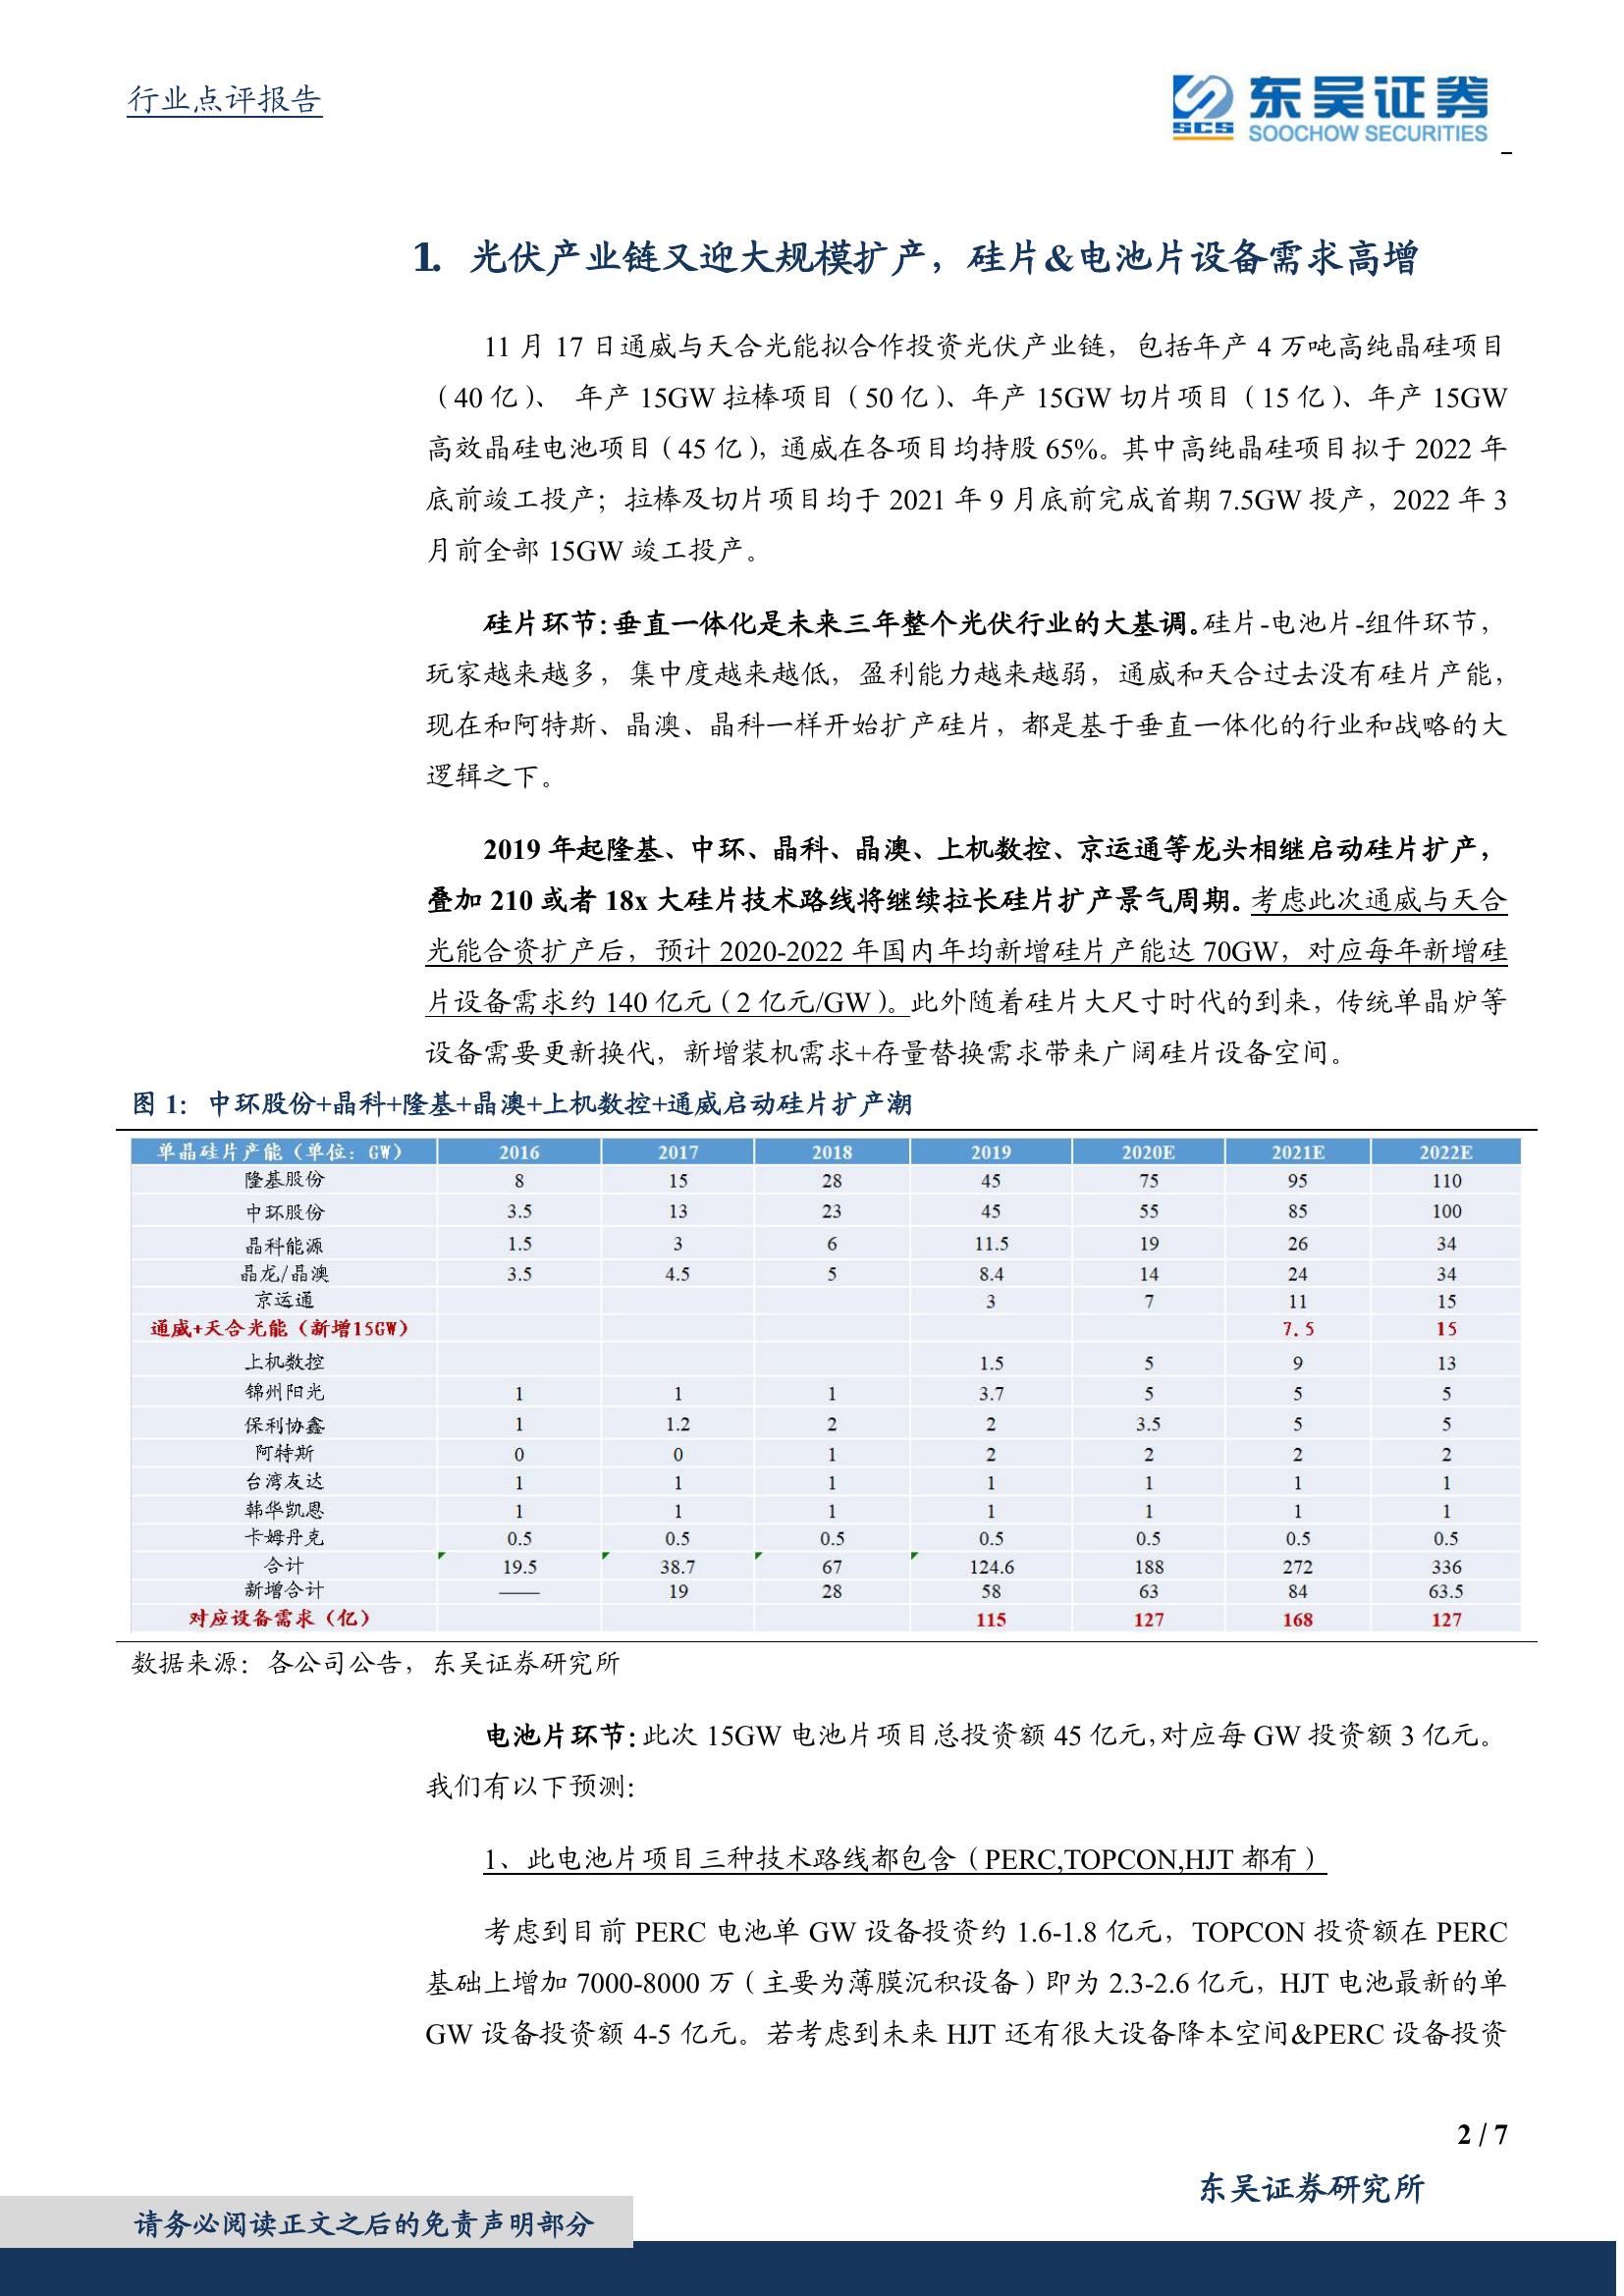 行业点评报告
SCS 东吴证券
SOOCHOW SECURITIES
1. 光伏产业链又迎大规模扩产，硅片&电池片设备需求高增
11 月 17 日通威与天合光能拟合作投资光伏产业链，包括年产 4 万吨高纯晶硅项目
（40 亿）、 年产 15GW 拉棒项目（50 亿）、年产 15GW 切片项目（15 亿）、年产 15GW
高效晶硅电池项目（45 亿），通威在各项目均持股 65%。其中高纯晶硅项目拟于 2022 年
底前竣工投产；拉棒及切片项目均于 2021 年 9 月底前完成首期 7.5GW 投产，2022 年 3
月前全部 15GW 竣工投产。
硅片环节：垂直一体化是未来三年整个光伏行业的大基调。硅片-电池片-组件环节，
玩家越来越多，集中度越来越低，盈利能力越来越弱，通威和天合过去没有硅片产能，
现在和阿特斯、晶澳、晶科一样开始扩产硅片，都是基于垂直一体化的行业和战略的大
逻辑之下。
2019 年起隆基、中环、晶科、晶澳、上机数控、京运通等龙头相继启动硅片扩产，
叠加 210 或者 18x 大硅片技术路线将继续拉长硅片扩产景气周期。考虑此次通威与天合
光能合资扩产后，预计 2020-2022 年国内年均新增硅片产能达 70GW，对应每年新增硅
片设备需求约 140 亿元（2 亿元/GW）。此外随着硅片大尺寸时代的到来，传统单晶炉等
设备需要更新换代，新增装机需求+存量替换需求带来广阔硅片设备空间。
图 1：中环股份+晶科+隆基+晶澳+上机数控+通威启动硅片扩产潮
单晶硅片产能（单位：GW） 2016 2017 2018 2019 2020E 2021E 2022E
隆基股份 8 15 28 45 75 95 110
中环股份 3.5 13 23 45 55 85 100
晶科能源 1.5 3 6 11.5 19 26 34
晶龙/晶澳 3.5 4.5 5 8.4 14 24 34
京运通 3 7 11 15
通威+天合光能（新增15GW） 7.5 15
上机数控 1.5 5 9 13
锦州阳光 1 1 1 3.7 5 5 5
保利协鑫 1 1.2 2 2 3.5 5 5
阿特斯 0 0 1 2 2 2 2
台湾友达 1 1 1 1 1 1 1
韩华凯恩 1 1 1 1 1 1 1
卡姆丹克 0.5 0.5 0.5 0.5 0.5 0.5 0.5
合计 19.5 38.7 67 124.6 188 272 336
新增合计 —— 19 28 58 63 84 63.5
对应设备需求（亿） 115 127 168 127
数据来源：各公司公告，东吴证券研究所
电池片环节：此次 15GW 电池片项目总投资额 45 亿元，对应每 GW 投资额 3 亿元。
我们有以下预测：
1、此电池片项目三种技术路线都包含（PERC,TOPCON,HJT 都有）
考虑到目前 PERC 电池单 GW 设备投资约 1.6-1.8 亿元，TOPCON 投资额在 PERC
基础上增加 7000-8000 万（主要为薄膜沉积设备）即为 2.3-2.6 亿元，HJT 电池最新的单
GW 设备投资额 4-5 亿元。若考虑到未来 HJT 还有很大设备降本空间&PERC 设备投资
2 / 7
东吴证券研究所
请务必阅读正文之后的免责声明部分